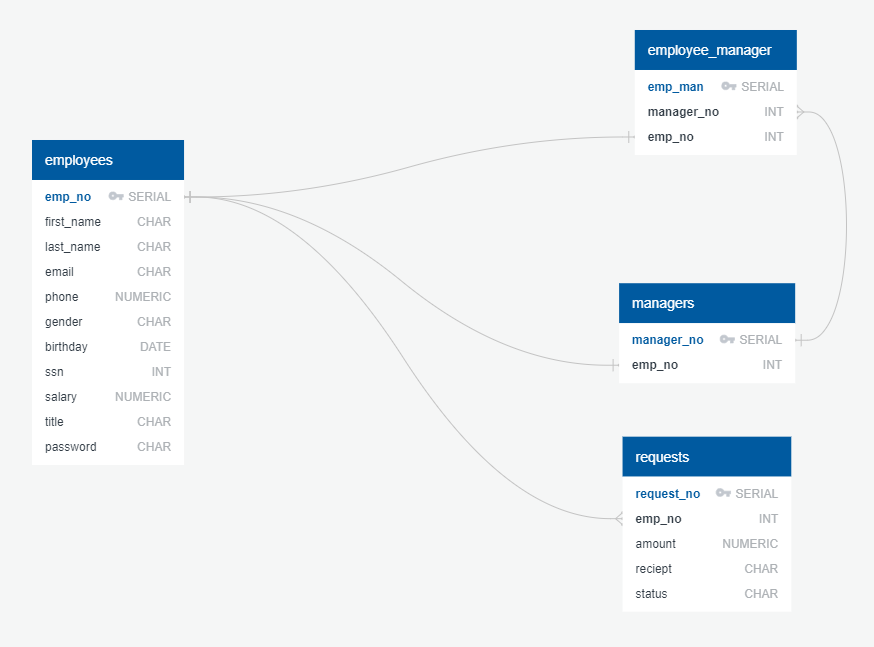 employees
emp_no SERIAL
first_name CHAR
last_name CHAR
email CHAR
phone NUMERIC
gender CHAR
birthday DATE
ssn INT
salary NUMERIC
title CHAR
password CHAR
employee_manager
emp_man SERIAL
manager_no INT
emp_no INT
managers
manager_no SERIAL
emp_no INT
requests
request_no SERIAL
emp_no INT
amount NUMERIC
reciept CHAR
status CHAR